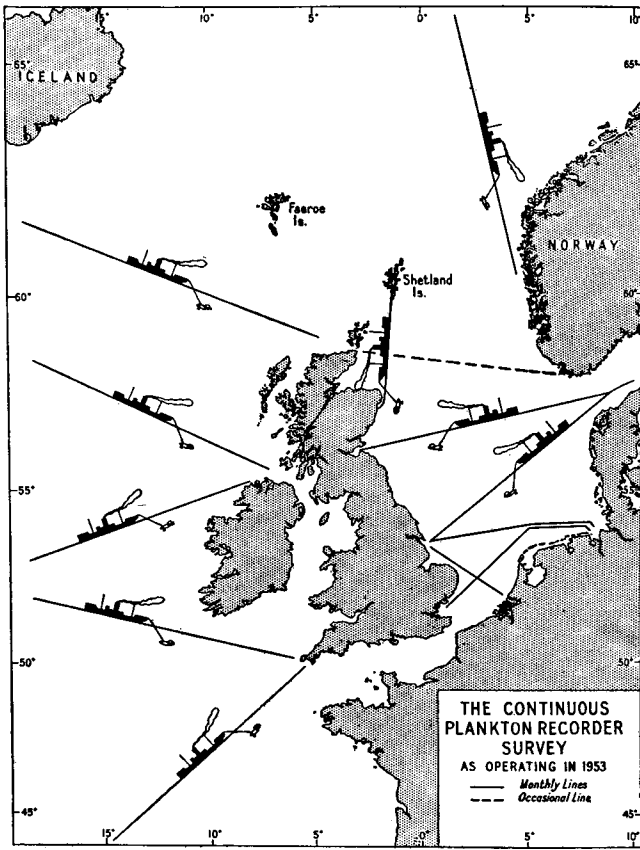 15° 10° 5° 0° 5° 10°
65° 65°
ICELAND
Faeroe
Is.
NORWAY
Shetland
Is.
60° 60°
55° 55°
50° 50°
45° 45°
THE CONTINUOUS
PLANKTON RECORDER
SURVEY
AS OPERATING IN 1953
Monthly Lines
Occasional Line
15° 10° 5° 0° 5° 10°